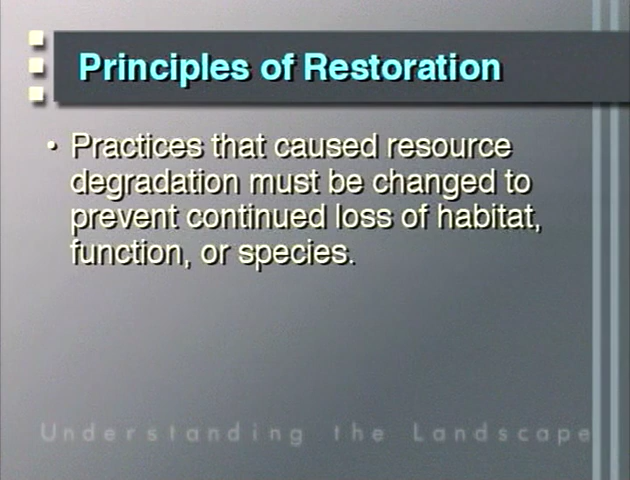 Principles of Restoration
• Practices that caused resource
degradation must be changed to
prevent continued loss of habitat,
function, or species.
Understanding the Landscape